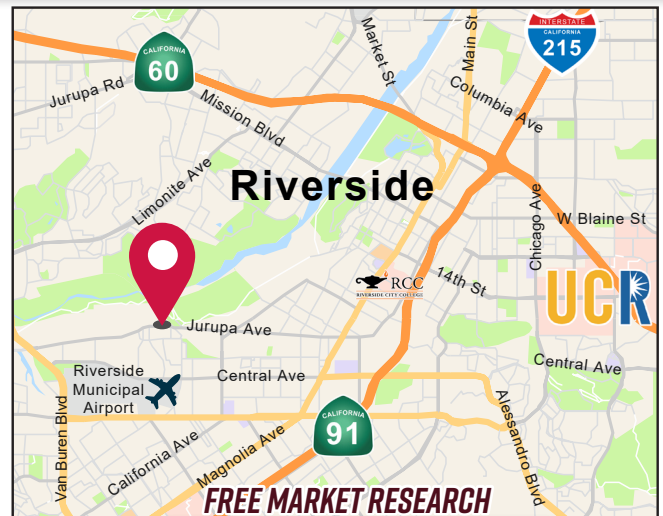 INTERSTATE
CALIFORNIA
215
Main St
Market St
CALIFORNIA
60
Jurupa Rd
Mission Blvd
Columbia Ave
Limonite Ave
Riverside
Chicago Ave
W Blaine St
RCC
RIVERSIDE CITY COLLEGE
14th St
UCR
Jurupa Ave
Central Ave
Riverside
Municipal
Airport
Central Ave
Van Buren Blvd
California Ave
Magnolia Ave
CALIFORNIA
91
Alessandro Blvd
FREE MARKET RESEARCH